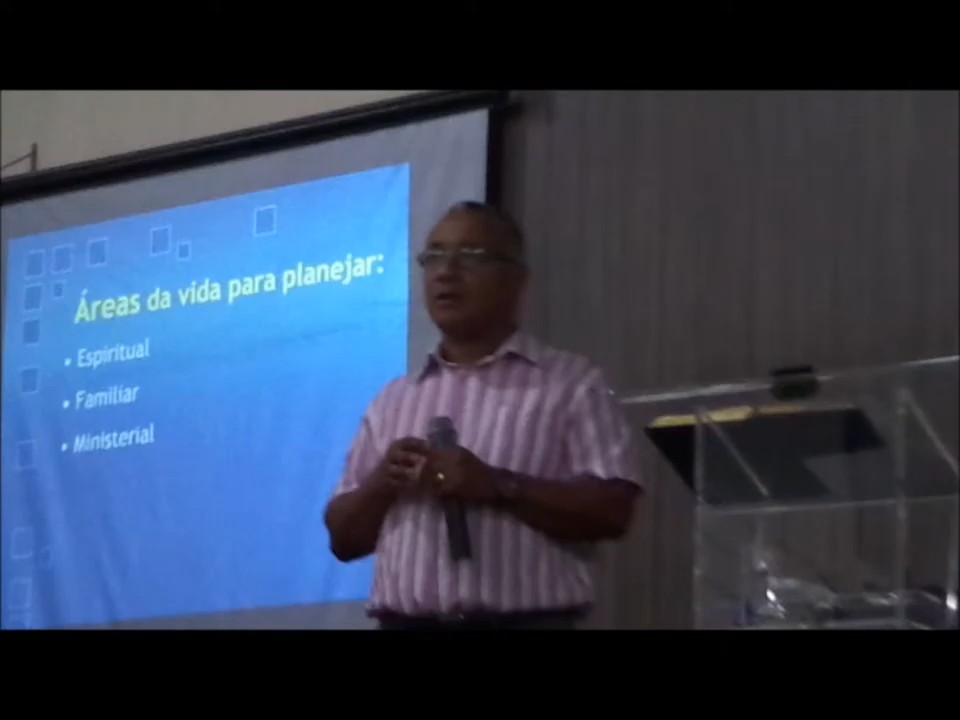 Áreas da vida para planejar:
• Espiritual
• Familiar
• Ministerial